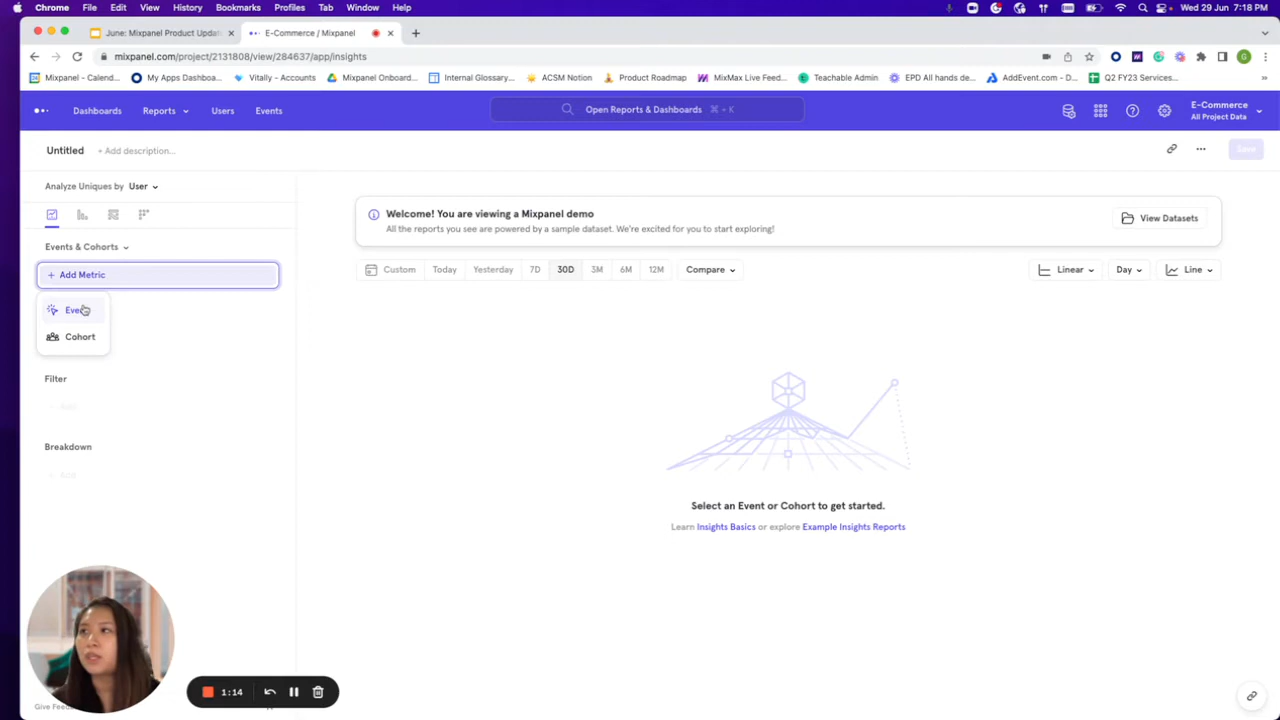 Chrome File Edit View History Bookmarks Profiles Tab Window Help Wed 29 Jun 7:18 PM
June: Mixpanel Product Updat E-Commerce / Mixpanel
mixpanel.com/project/2131808/view/284637/app/insights
Mixpanel - Calend... My Apps Dashboa... Vitally - Accounts Mixpanel Onboard... Internal Glossary... ACSM Notion Product Roadmap MixMax Live Feed... Teachable Admin EPD All hands de... AddEvent.com - D... Q2 FY23 Services... »
Dashboards Reports Users Events Open Reports & Dashboards ⌘ + K E-Commerce
All Project Data
Untitled + Add description... Save
Analyze Uniques by User
Events & Cohorts
+ Add Metric
Event
Cohort
Filter
+ Add
Breakdown
+ Add
Welcome! You are viewing a Mixpanel demo
All the reports you see are powered by a sample dataset. We're excited for you to start exploring!
View Datasets
Custom Today Yesterday 7D 30D 3M 6M 12M Compare Linear Day Line
Select an Event or Cohort to get started.
Learn Insights Basics or explore Example Insights Reports
1:14
Give Feed